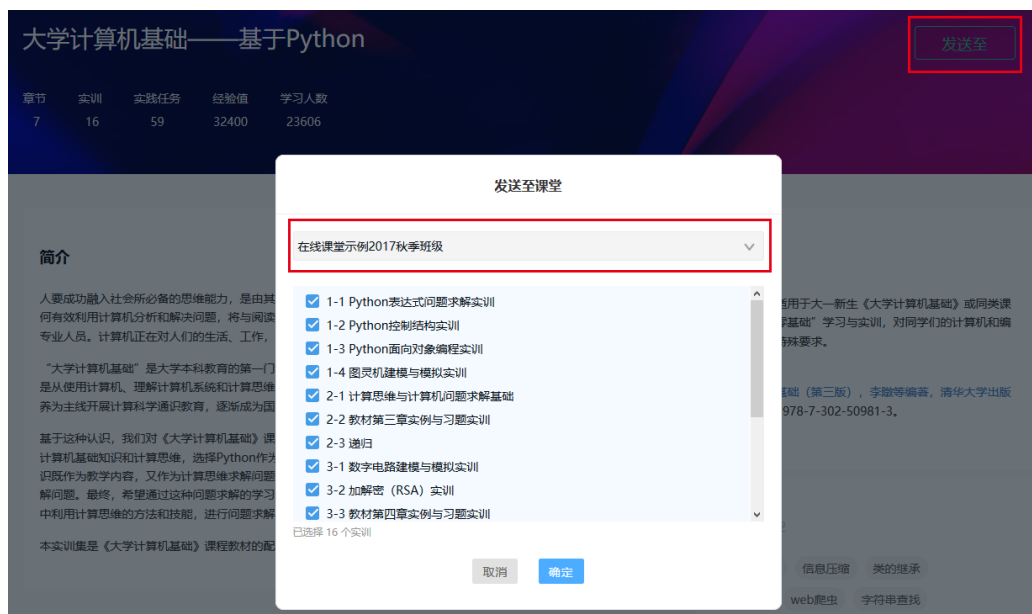 大学计算机基础——基于Python
发送至
章节 实训 实践任务 经验值 学习人数
7 16 59 32400 23606
发送至课堂
在线课堂示例2017秋季班级
1-1 Python表达式问题求解实训
1-2 Python控制结构实训
1-3 Python面向对象编程实训
1-4 图灵机建模与模拟实训
2-1 计算思维与计算机问题求解基础
2-2 教材第三章实例与习题实训
2-3 递归
3-1 数字电路建模与模拟实训
3-2 加解密（RSA）实训
3-3 教材第四章实例与习题实训
已选择 16 个实训
取消 确定
简介
人要成功融入社会所必备的思维能力，是由其
何有效利用计算机分析和解决问题，将与阅读
专业人员。计算机正在对人们的生活、工作，
“大学计算机基础”是大学本科教育的第一门
是从使用计算机、理解计算机系统和计算思维
养为主线开展计算科学通识教育，逐渐成为国
基于这种认识，我们对《大学计算机基础》课
计算机基础知识和计算思维，选择Python作为
识既作为教学内容，又作为计算思维求解问题
解问题。最终，希望通过这种问题求解的学习
中利用计算思维的方法和技能，进行问题求解
本实训集是《大学计算机基础》课程教材的配
适用于大一新生《大学计算机基础》或同类课
基础”学习与实训，对同学们的计算机和编
特殊要求。
基础（第三版），李暾等编著，清华大学出版
978-7-302-50981-3。
信息压缩 类的继承
web爬虫 字符串查找